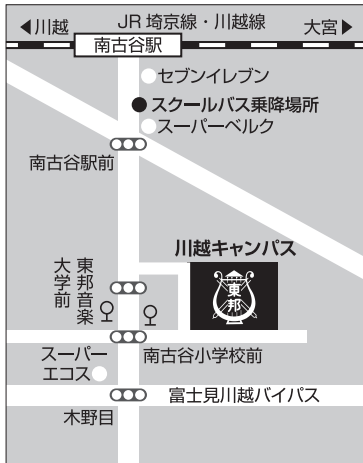 ◀川越
JR 埼京線・川越線
大宮▶
南古谷駅
セブンイレブン
スクールバス乗降場所
スーパーベルク
南古谷駅前
川越キャンパス
東邦
東邦音楽
大学前
南古谷小学校前
スーパー
エコス
富士見川越バイパス
木野目